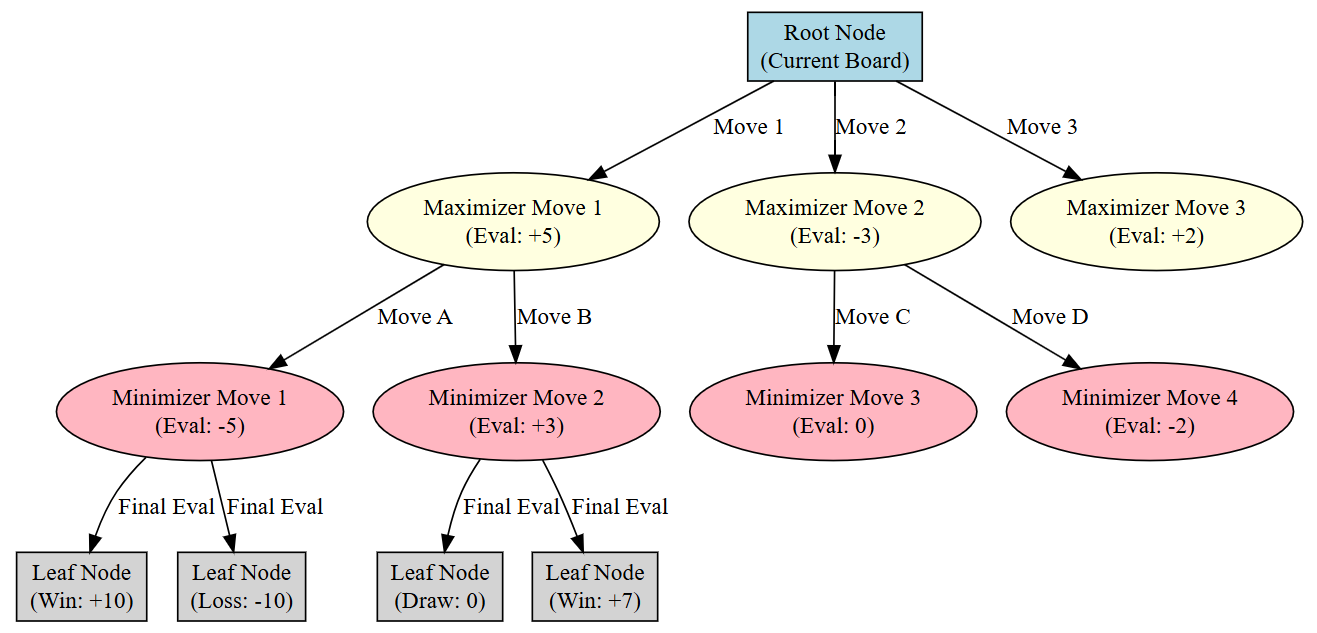 Root Node
(Current Board)
Move 1
Move 2
Move 3
Maximizer Move 1
(Eval: +5)
Maximizer Move 2
(Eval: -3)
Maximizer Move 3
(Eval: +2)
Move A
Move B
Move C
Move D
Minimizer Move 1
(Eval: -5)
Minimizer Move 2
(Eval: +3)
Minimizer Move 3
(Eval: 0)
Minimizer Move 4
(Eval: -2)
Final Eval
Final Eval
Final Eval
Final Eval
Leaf Node
(Win: +10)
Leaf Node
(Loss: -10)
Leaf Node
(Draw: 0)
Leaf Node
(Win: +7)